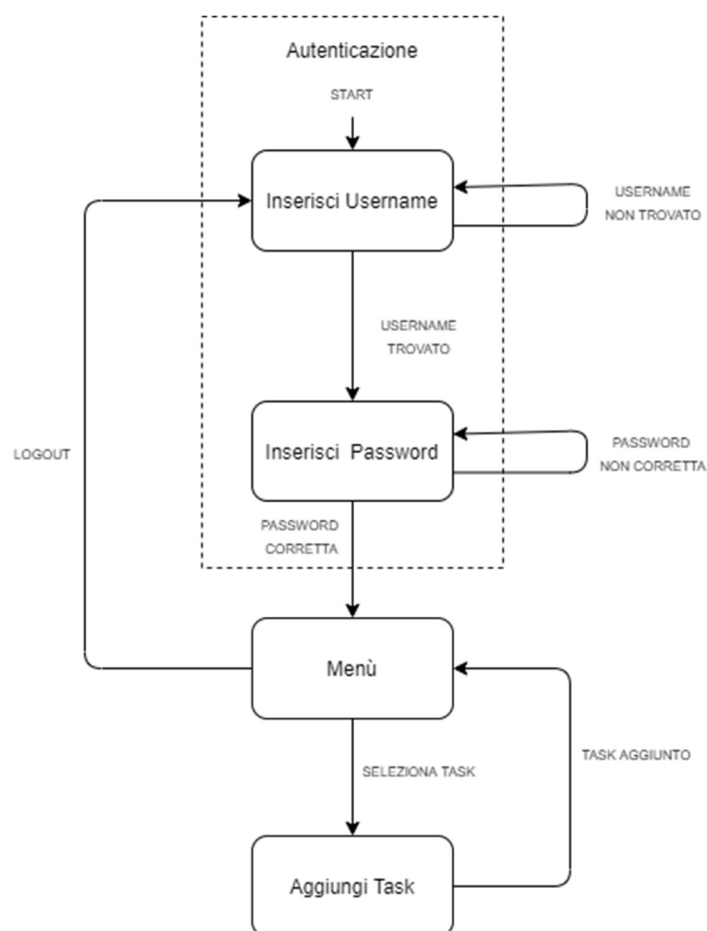 Autenticazione
START
Inserisci Username
USERNAME
NON TROVATO
USERNAME
TROVATO
Inserisci Password
PASSWORD
NON CORRETTA
LOGOUT
PASSWORD
CORRETTA
Menù
TASK AGGIUNTO
SELEZIONA TASK
Aggiungi Task